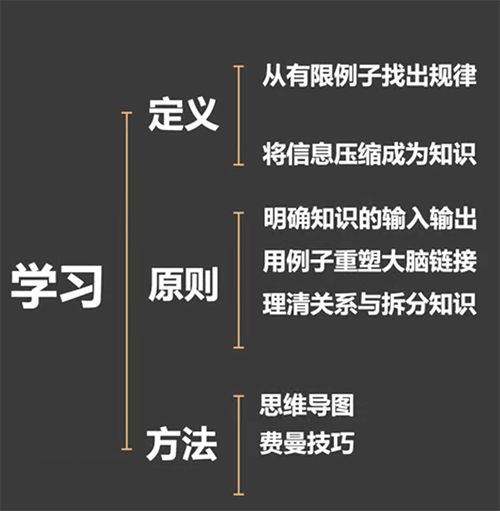 学习
定义
从有限例子找出规律
将信息压缩成为知识
原则
明确知识的输入输出
用例子重塑大脑链接
理清关系与拆分知识
方法
思维导图
费曼技巧